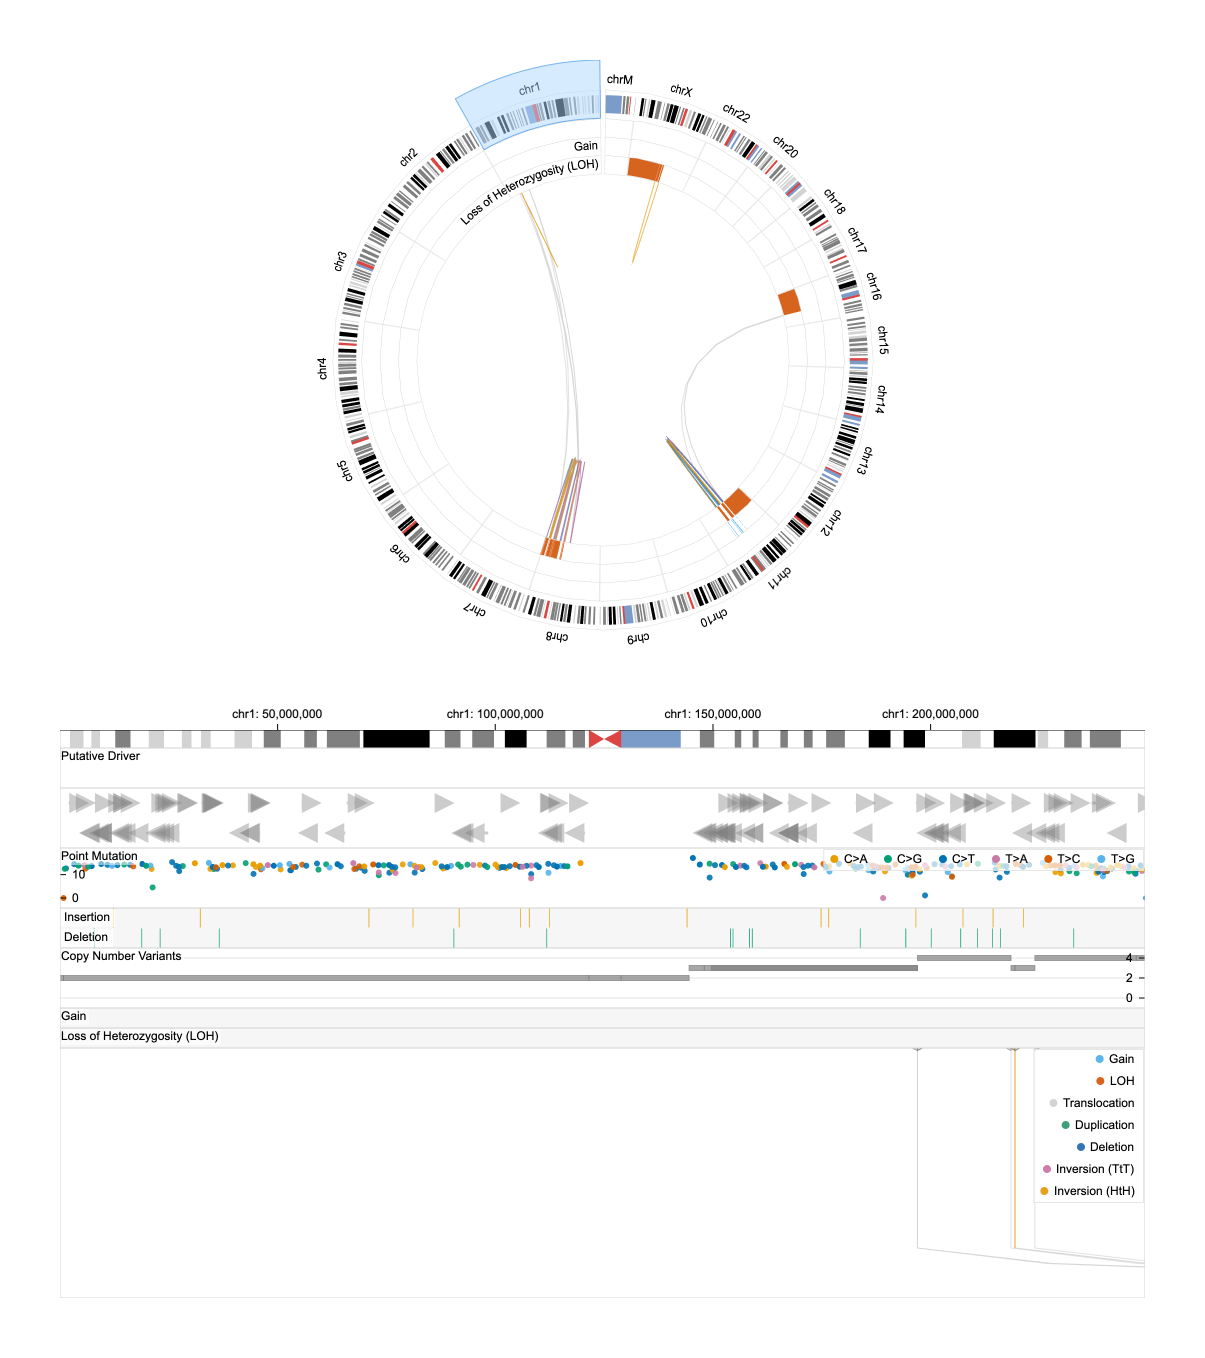 chrM
chr1
chrX
chr22
chr20
chr2
Gain
Loss of Heterozygosity (LOH)
chr18
chr17
chr3
chr16
chr15
chr4
chr14
chr13
chr5
chr12
chr6
chr11
chr7
chr10
chr8
chr9
chr1: 50,000,000 chr1: 100,000,000 chr1: 150,000,000 chr1: 200,000,000
Putative Driver
Point Mutation
C>A C>G C>T T>A T>C T>G
10
0
Insertion
Deletion
Copy Number Variants
4
2
0
Gain
Loss of Heterozygosity (LOH)
Gain
LOH
Translocation
Duplication
Deletion
Inversion (TtT)
Inversion (HtH)